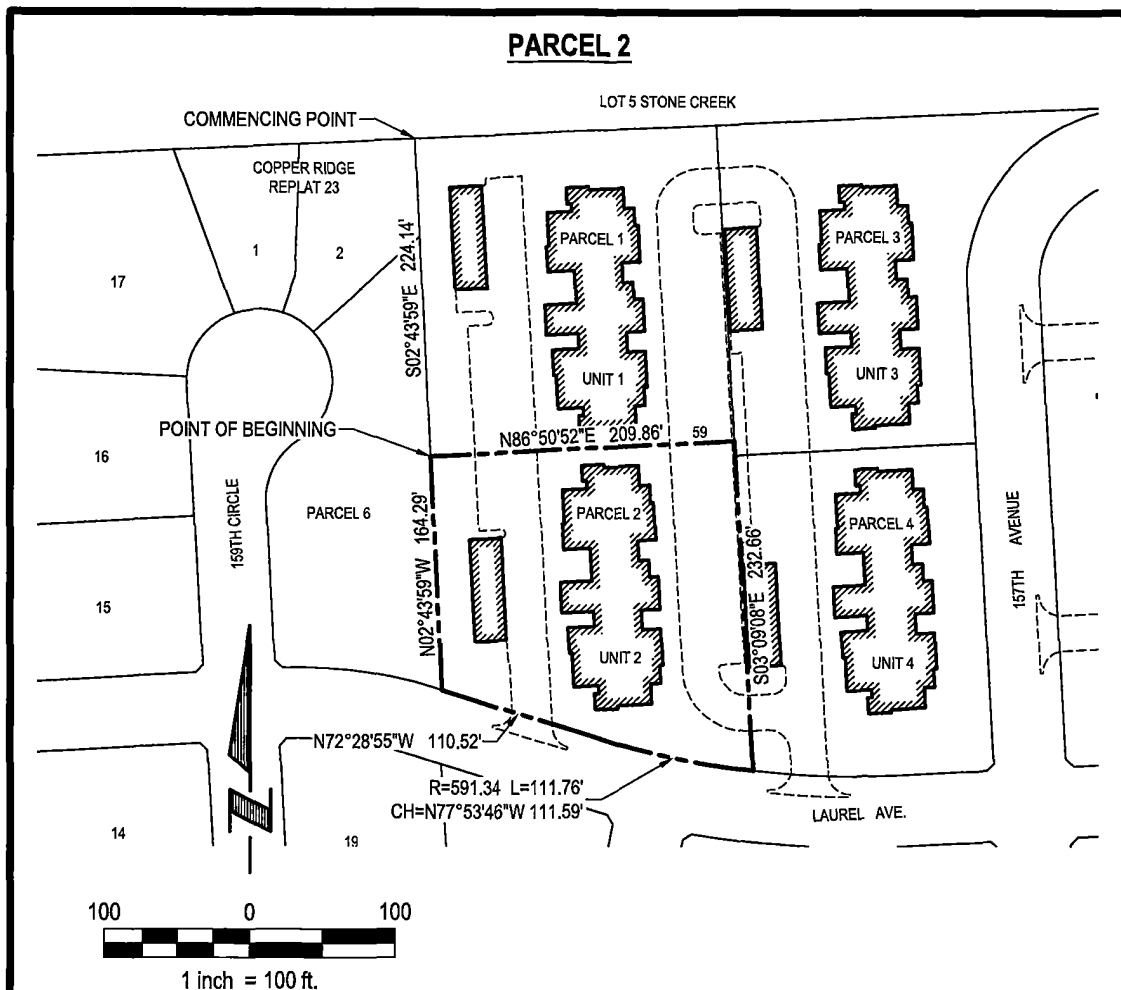 PARCEL 2
LOT 5 STONE CREEK
COMMENCING POINT
COPPER RIDGE
REPLAT 23
1
2
17
S02°43'59"E 224.14'
PARCEL 1
UNIT 1
PARCEL 3
UNIT 3
POINT OF BEGINNING
N86°50'52"E 209.86'
59
16
159TH CIRCLE
PARCEL 6
N02°43'59"W 164.29'
PARCEL 2
UNIT 2
S03°09'08"E 232.66'
PARCEL 4
UNIT 4
157TH AVENUE
15
N72°28'55"W 110.52'
R=591.34 L=111.76'
CH=N77°53'46"W 111.59'
LAUREL AVE.
14
19
100 0 100
1 inch = 100 ft.